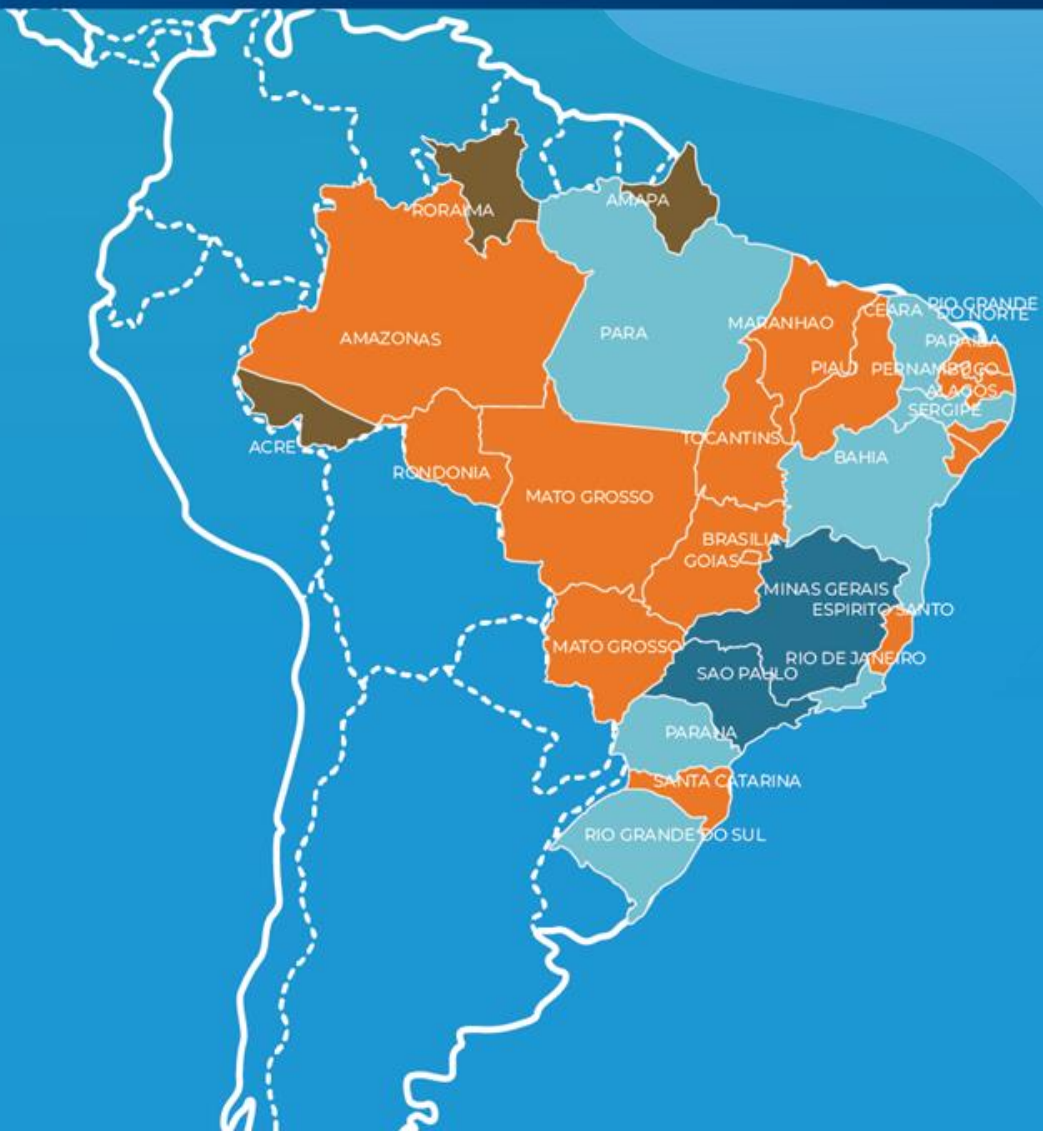 RORAIMA
AMAPA
CEARA
RIO GRANDE
DO NORTE
MARANHAO
PARA
AMAZONAS
PARAIBA
PIAUI
PERNAMBUCO
ALAGOS
SERGIPE
TOCANTINS
ACRE
BAHIA
RONDONIA
MATO GROSSO
BRASILIA
GOIAS
MINAS GERAIS
ESPIRITO SANTO
MATO GROSSO
RIO DE JANEIRO
SAO PAULO
PARANA
SANTA CATARINA
RIO GRANDE DO SUL